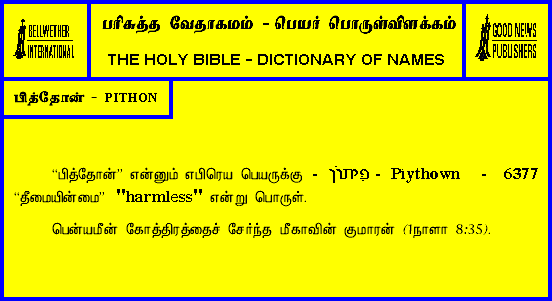 BELLWETHER
INTERNATIONAL
பரிசுத்த வேதாகமம் - பெயர் பொருள்விளக்கம்
THE HOLY BIBLE - DICTIONARY OF NAMES
GOOD NEWS
PUBLISHERS
பித்தோன் - PITHON
“பித்தோன்” என்னும் எபிரெய பெயருக்கு - פִּיתֹן - Piythown - 6377
“தீமையின்மை” "harmless" என்று பொருள்.
பென்யமீன் கோத்திரத்தைச் சேர்ந்த மீகாவின் குமாரன் (1நாளா 8:35).